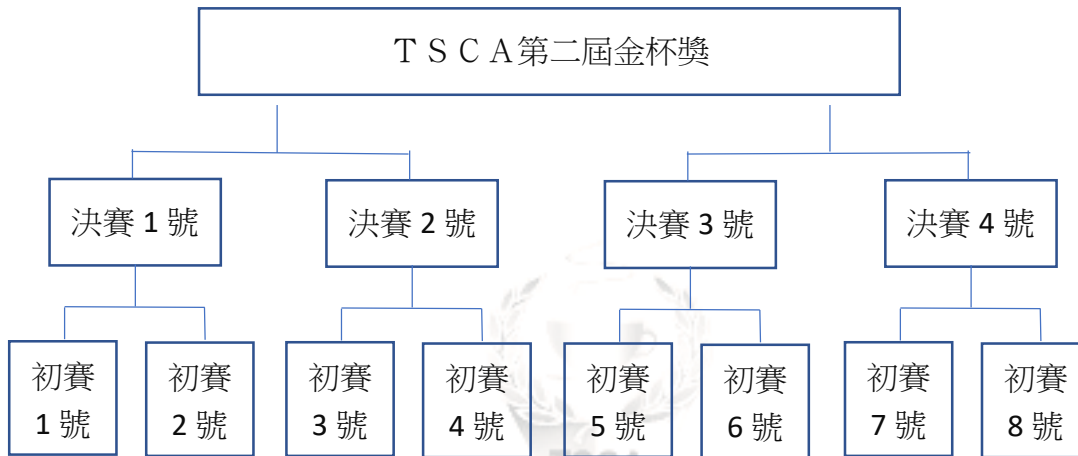 ＴＳＣＡ第二屆金杯獎
決賽 1 號
決賽 2 號
決賽 3 號
決賽 4 號
初賽
1 號
初賽
2 號
初賽
3 號
初賽
4 號
初賽
5 號
初賽
6 號
初賽
7 號
初賽
8 號